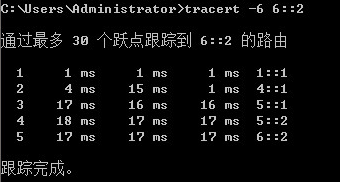 C:\Users\Administrator>tracert -6 6::2
通过最多 30 个跃点跟踪到 6::2 的路由
1 1 ms 1 ms 1 ms 1::1
2 4 ms 15 ms 1 ms 4::1
3 17 ms 16 ms 16 ms 5::1
4 18 ms 17 ms 17 ms 5::2
5 17 ms 17 ms 17 ms 6::2
跟踪完成。